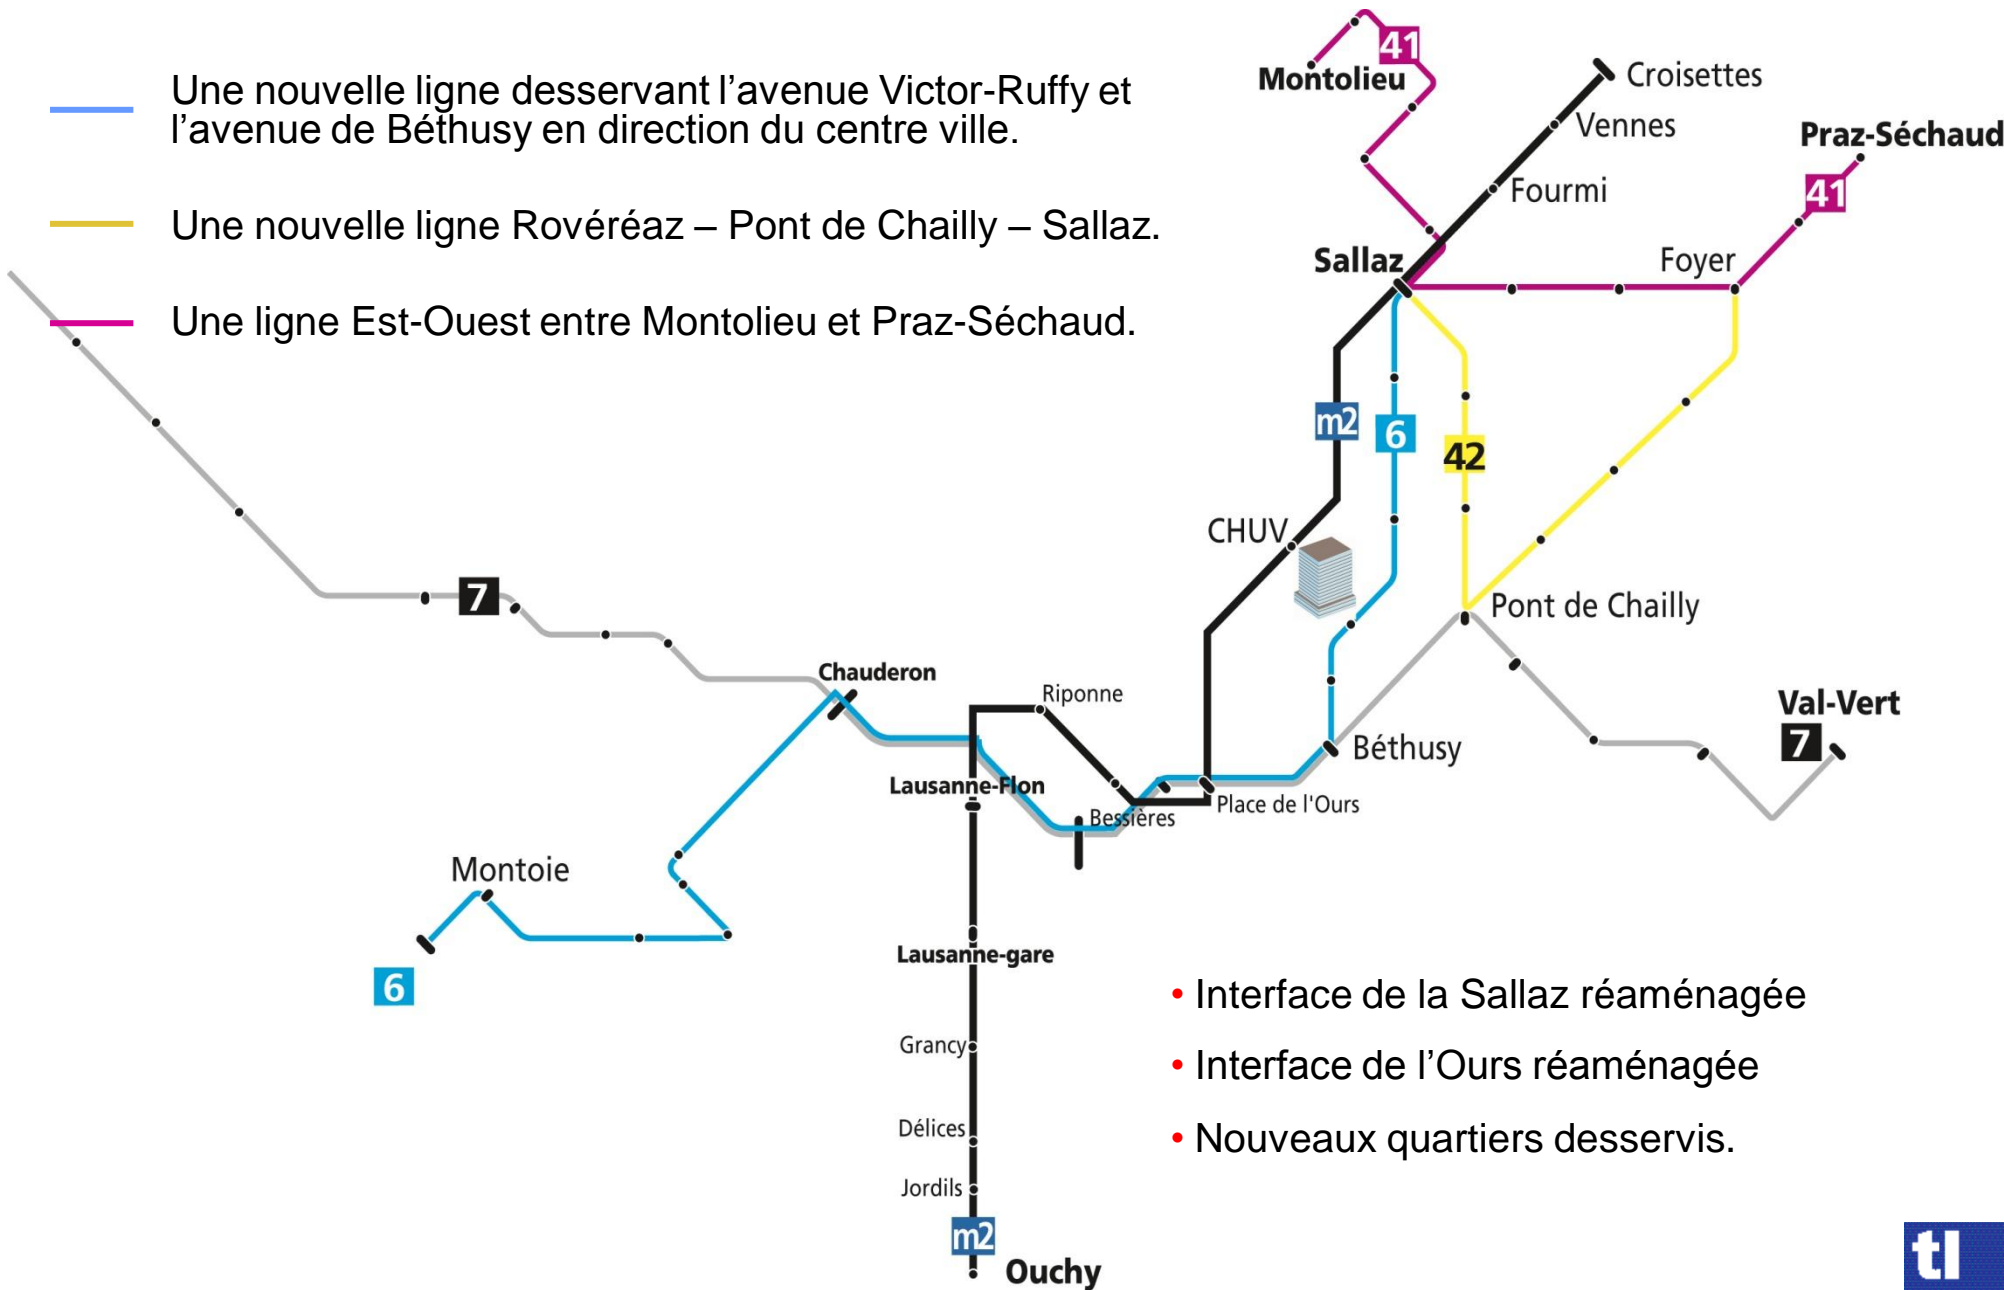 Une nouvelle ligne desservant l’avenue Victor-Ruffy et
l’avenue de Béthusy en direction du centre ville.
Une nouvelle ligne Rovéréaz – Pont de Chailly – Sallaz.
Une ligne Est-Ouest entre Montolieu et Praz-Séchaud.
41
Montolieu
Croisettes
Vennes
Praz-Séchaud
Fourmi
41
Sallaz
Foyer
m2
6
42
CHUV
7
Pont de Chailly
Chauderon
Riponne
Val-Vert
7
Béthusy
Lausanne-Flon
Place de l'Ours
Bessières
Montoie
6
Lausanne-gare
Grancy
Délices
Jordils
m2
Ouchy
• Interface de la Sallaz réaménagée
• Interface de l’Ours réaménagée
• Nouveaux quartiers desservis.
tl